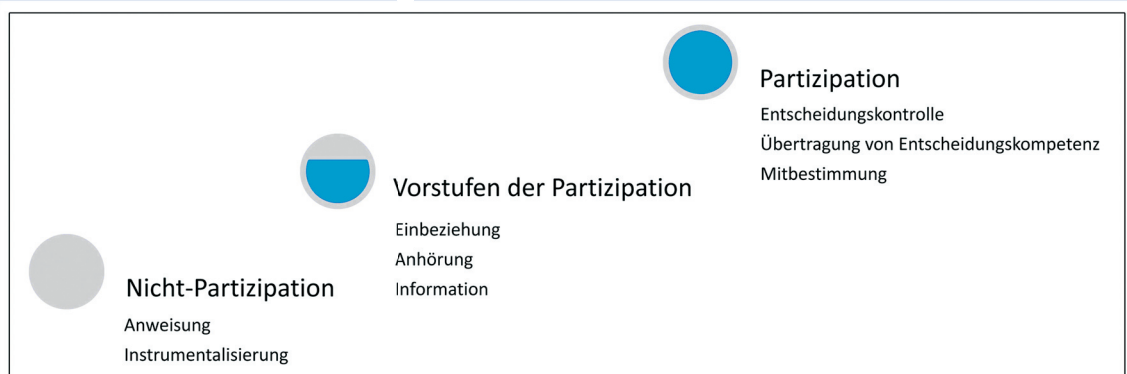 Partizipation
Entscheidungskontrolle
Übertragung von Entscheidungskompetenz
Mitbestimmung
Vorstufen der Partizipation
Einbeziehung
Anhörung
Information
Nicht-Partizipation
Anweisung
Instrumentalisierung